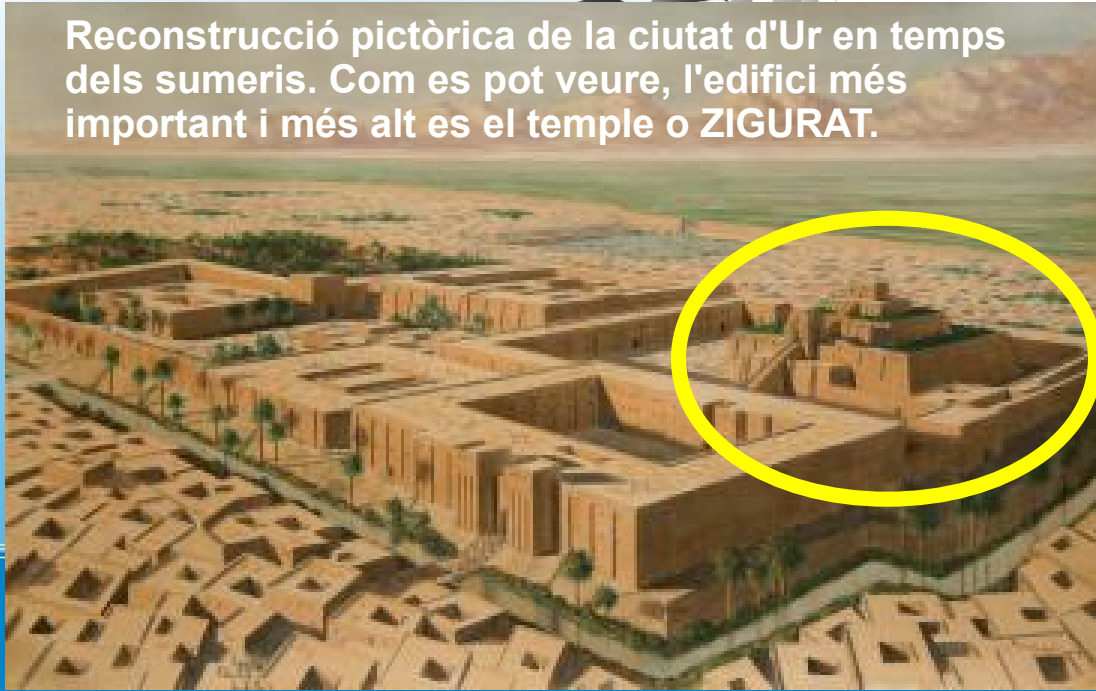 Reconstrucció pictòrica de la ciutat d'Ur en temps
dels sumeris. Com es pot veure, l'edifici més
important i més alt es el temple o ZIGURAT.